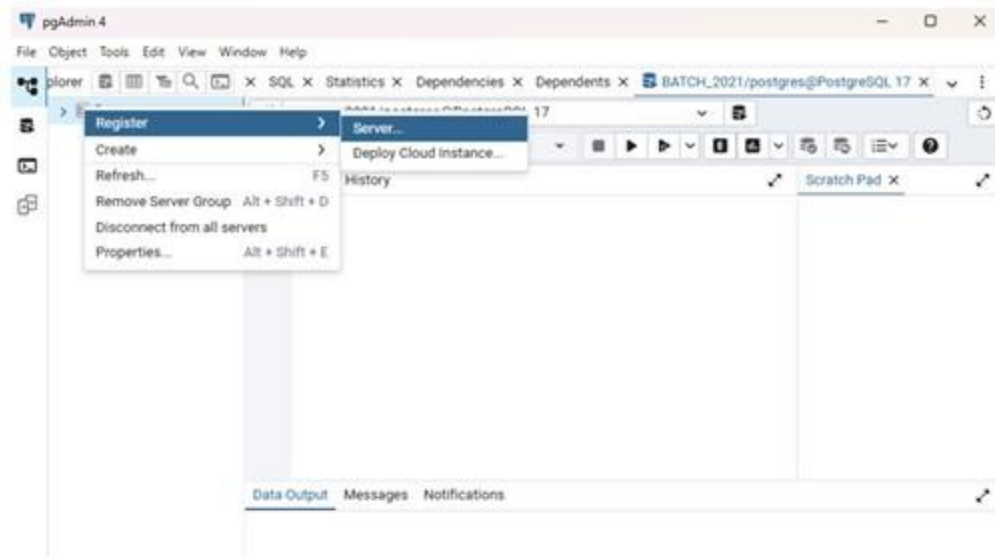 pgAdmin 4
File Object Tools Edit View Window Help
plorer SQL Statistics Dependencies Dependents BATCH_2021/postgres@PostgreSQL 17
17
Register
Server...
Create
Deploy Cloud Instance...
Refresh... F5
History
Scratch Pad
Remove Server Group Alt + Shift + D
Disconnect from all servers
Properties... Alt + Shift + E
Data Output Messages Notifications